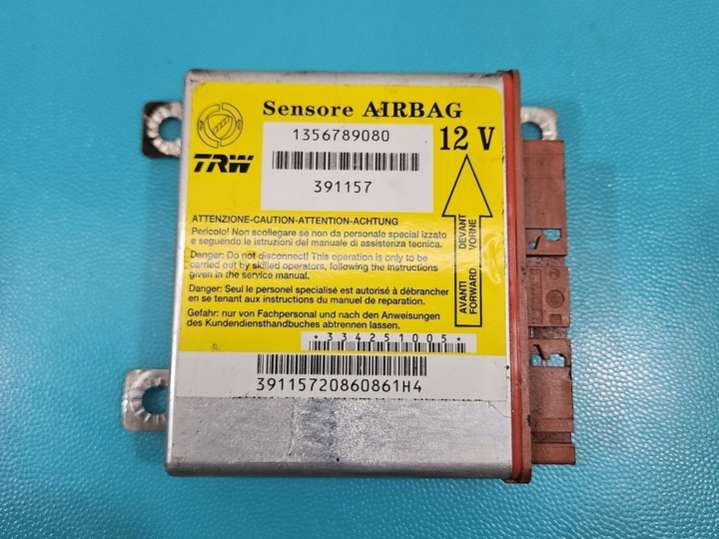 Sensore AIRBAG
1356789080
12 V
TRW
391157
ATTENZIONE-CAUTION-ATTENTION-ACHTUNG
Pericolo! Non scollegare se non da personale special izzato
e seguendo le istruzioni del manuale di assistenza tecnica.
Danger: Do not disconnect! This operation is only to be
carried out by skilled operators, following the instructions
given in the service manual.
Danger: Seul le personel specialisé est autorisé à débrancher
en se tenant aux instructions du manuel de reparation.
Gefahr: nur von Fachpersonal und nach den Anweisungen
des Kundendiensthandbuches abtrennen lassen.
AVANTI DEVANT
FORWARD VORNE
*334251005*
39115720860861H4